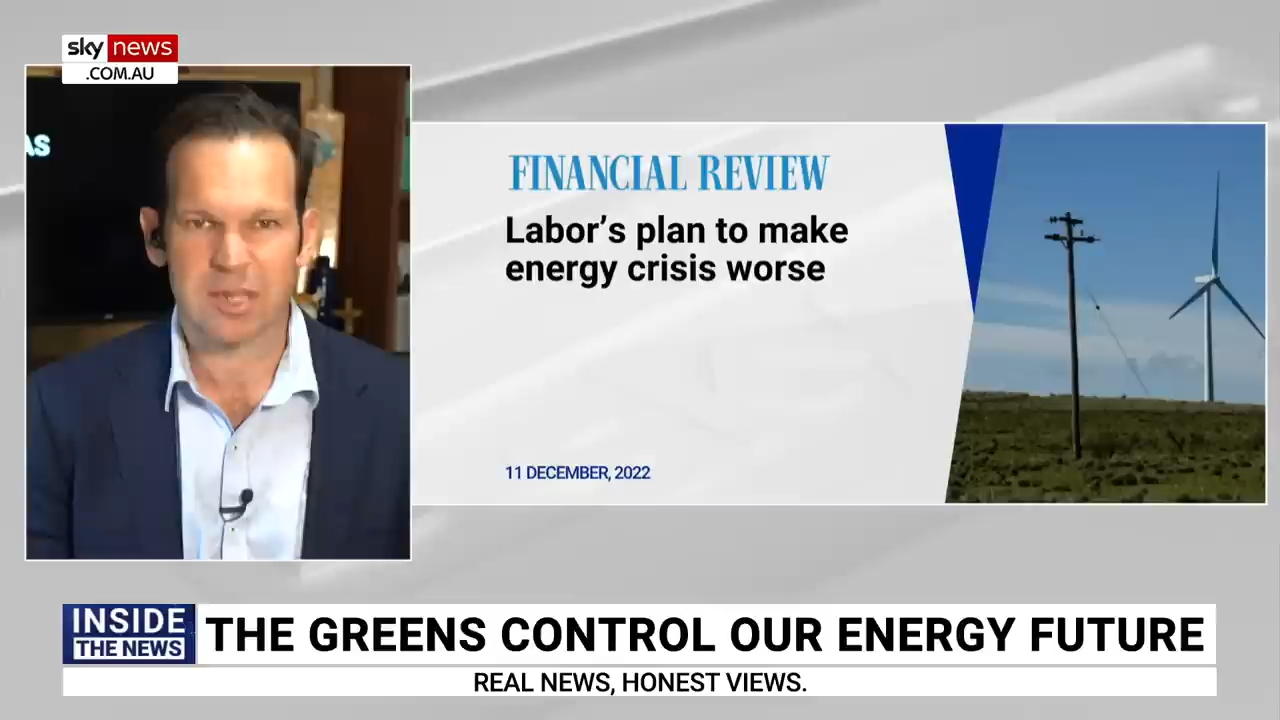 sky news
.COM.AU
AS
FINANCIAL REVIEW
Labor’s plan to make
energy crisis worse
11 DECEMBER, 2022
INSIDE
THE NEWS
THE GREENS CONTROL OUR ENERGY FUTURE
REAL NEWS, HONEST VIEWS.